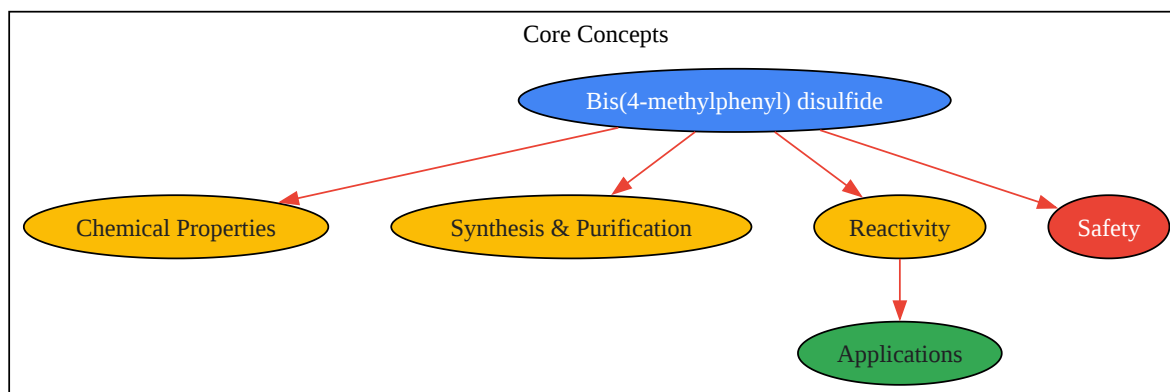 Core Concepts
Bis(4-methylphenyl) disulfide
Chemical Properties
Synthesis & Purification
Reactivity
Safety
Applications